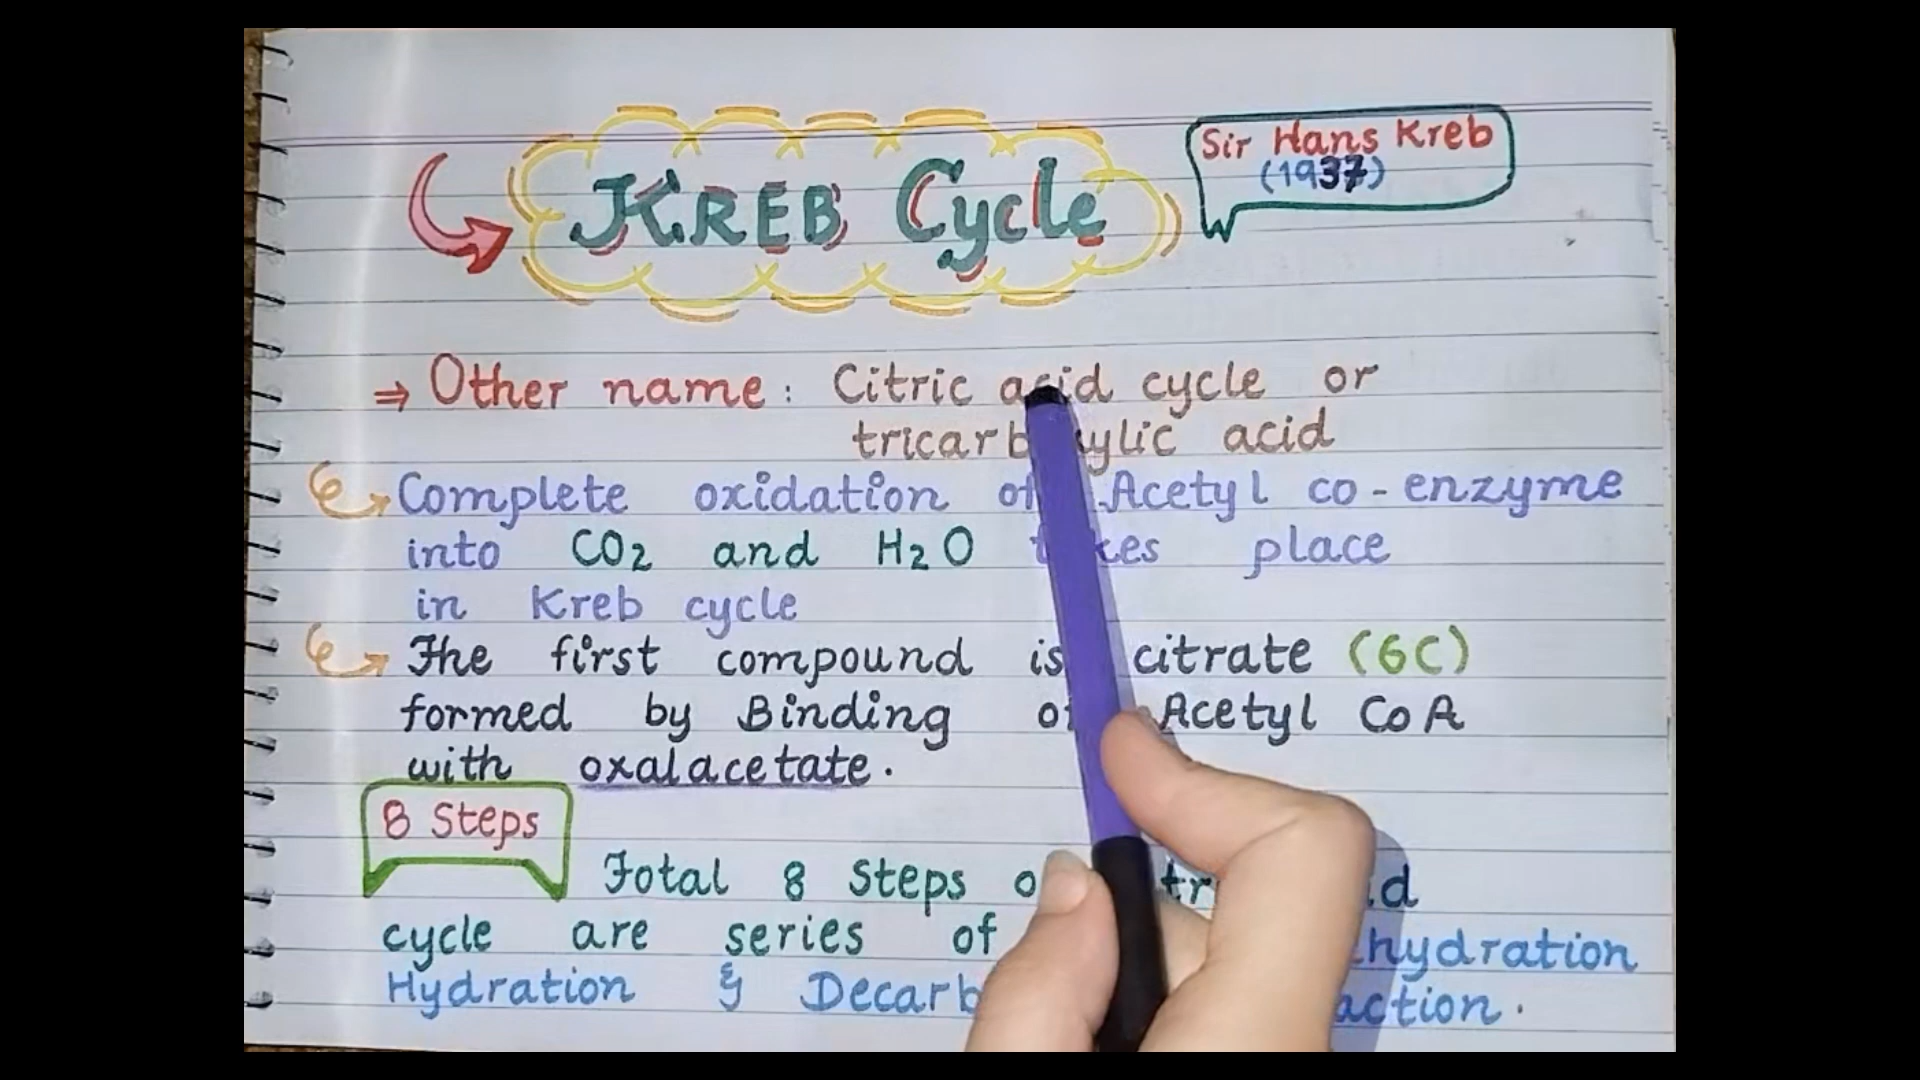 Sir Hans Kreb
(1937)
KREB Cycle
⇒ Other name: Citric acid cycle or
tricarb ylic acid
Complete oxidation of Acetyl co-enzyme
into CO₂ and H₂O place
in Kreb cycle
The first compound is citrate (6C)
formed by Binding of Acetyl CoA
with oxalacetate.
8 Steps
Total 8 Steps
cycle are series of hydration
Hydration & Decarb action.